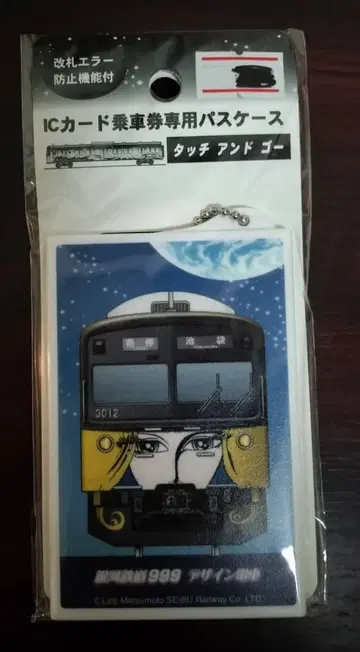 改札エラー
防止機能付
ICカード乗車券専用パスケース
タッチ アンド ゴー
池袋
3012
銀河鉄道999 デザイン電車
©Leiji Matsumoto SEIBU Railway Co.,LTD.